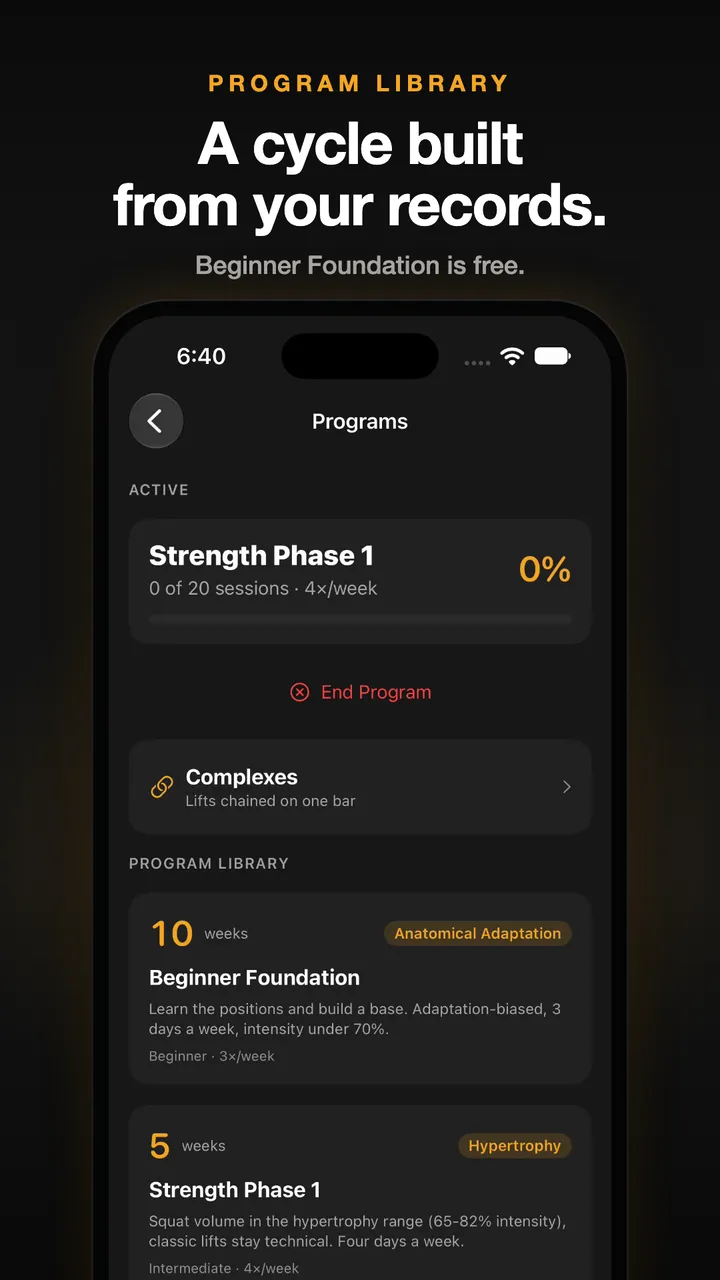 PROGRAM LIBRARY
A cycle built
from your records.
Beginner Foundation is free.
6:40
Programs
ACTIVE
Strength Phase 1
0%
0 of 20 sessions · 4×/week
End Program
Complexes
Lifts chained on one bar
PROGRAM LIBRARY
10 weeks
Anatomical Adaptation
Beginner Foundation
Learn the positions and build a base. Adaptation-biased, 3
days a week, intensity under 70%.
Beginner · 3×/week
5 weeks
Hypertrophy
Strength Phase 1
Squat volume in the hypertrophy range (65-82% intensity),
classic lifts stay technical. Four days a week.
Intermediate · 4×/week